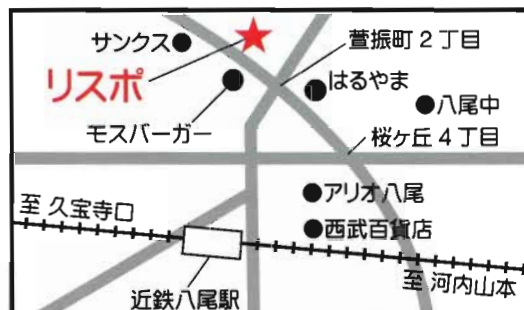 サンクス
萱振町２丁目
リスポ
はるやま
八尾中
モスバーガー
桜ヶ丘４丁目
アリオ八尾
至 久宝寺口
西武百貨店
至 河内山本
近鉄八尾駅